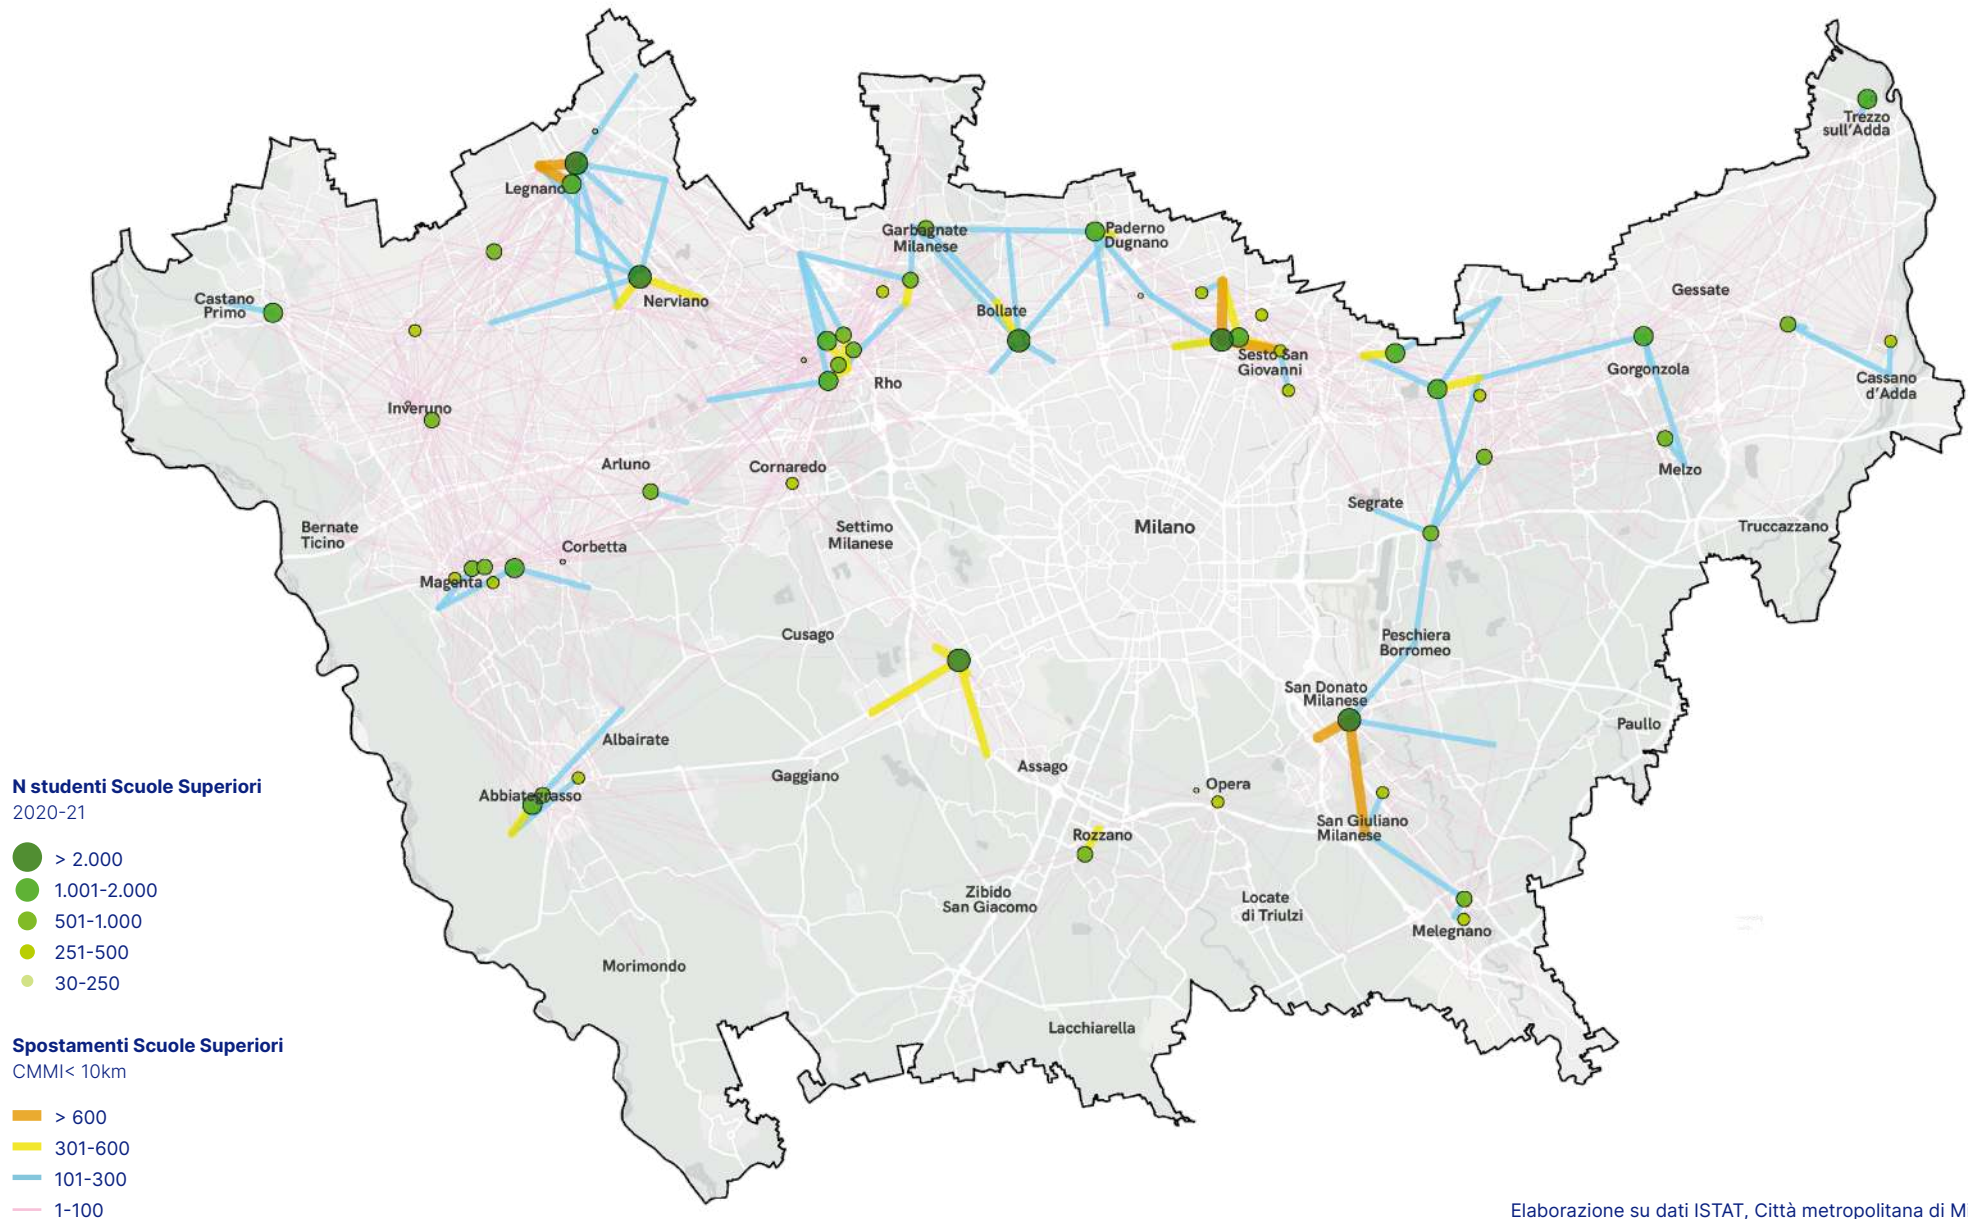 Trezzo
sull'Adda
Legnano
Garbagnate
Milanese
Paderno
Dugnano
Castano
Primo
Nerviano
Bollate
Gessate
Sesto San
Giovanni
Rho
Gorgonzola
Cassano
d'Adda
Inveruno
Arluno
Cornaredo
Melzo
Bernate
Ticino
Corbetta
Settimo
Milanese
Milano
Segrate
Truccazzano
Magenta
Cusago
Peschiera
Borromeo
San Donato
Milanese
Paullo
Albairate
Gaggiano
Assago
Abbiategrasso
Opera
Rozzano
San Giuliano
Milanese
Zibido
San Giacomo
Locate
di Triulzi
Melegnano
Morimondo
Lacchiarella
N studenti Scuole Superiori
2020-21
> 2.000
1.001-2.000
501-1.000
251-500
30-250
Spostamenti Scuole Superiori
CMMI< 10km
> 600
301-600
101-300
1-100
Elaborazione su dati ISTAT, Città metropolitana di